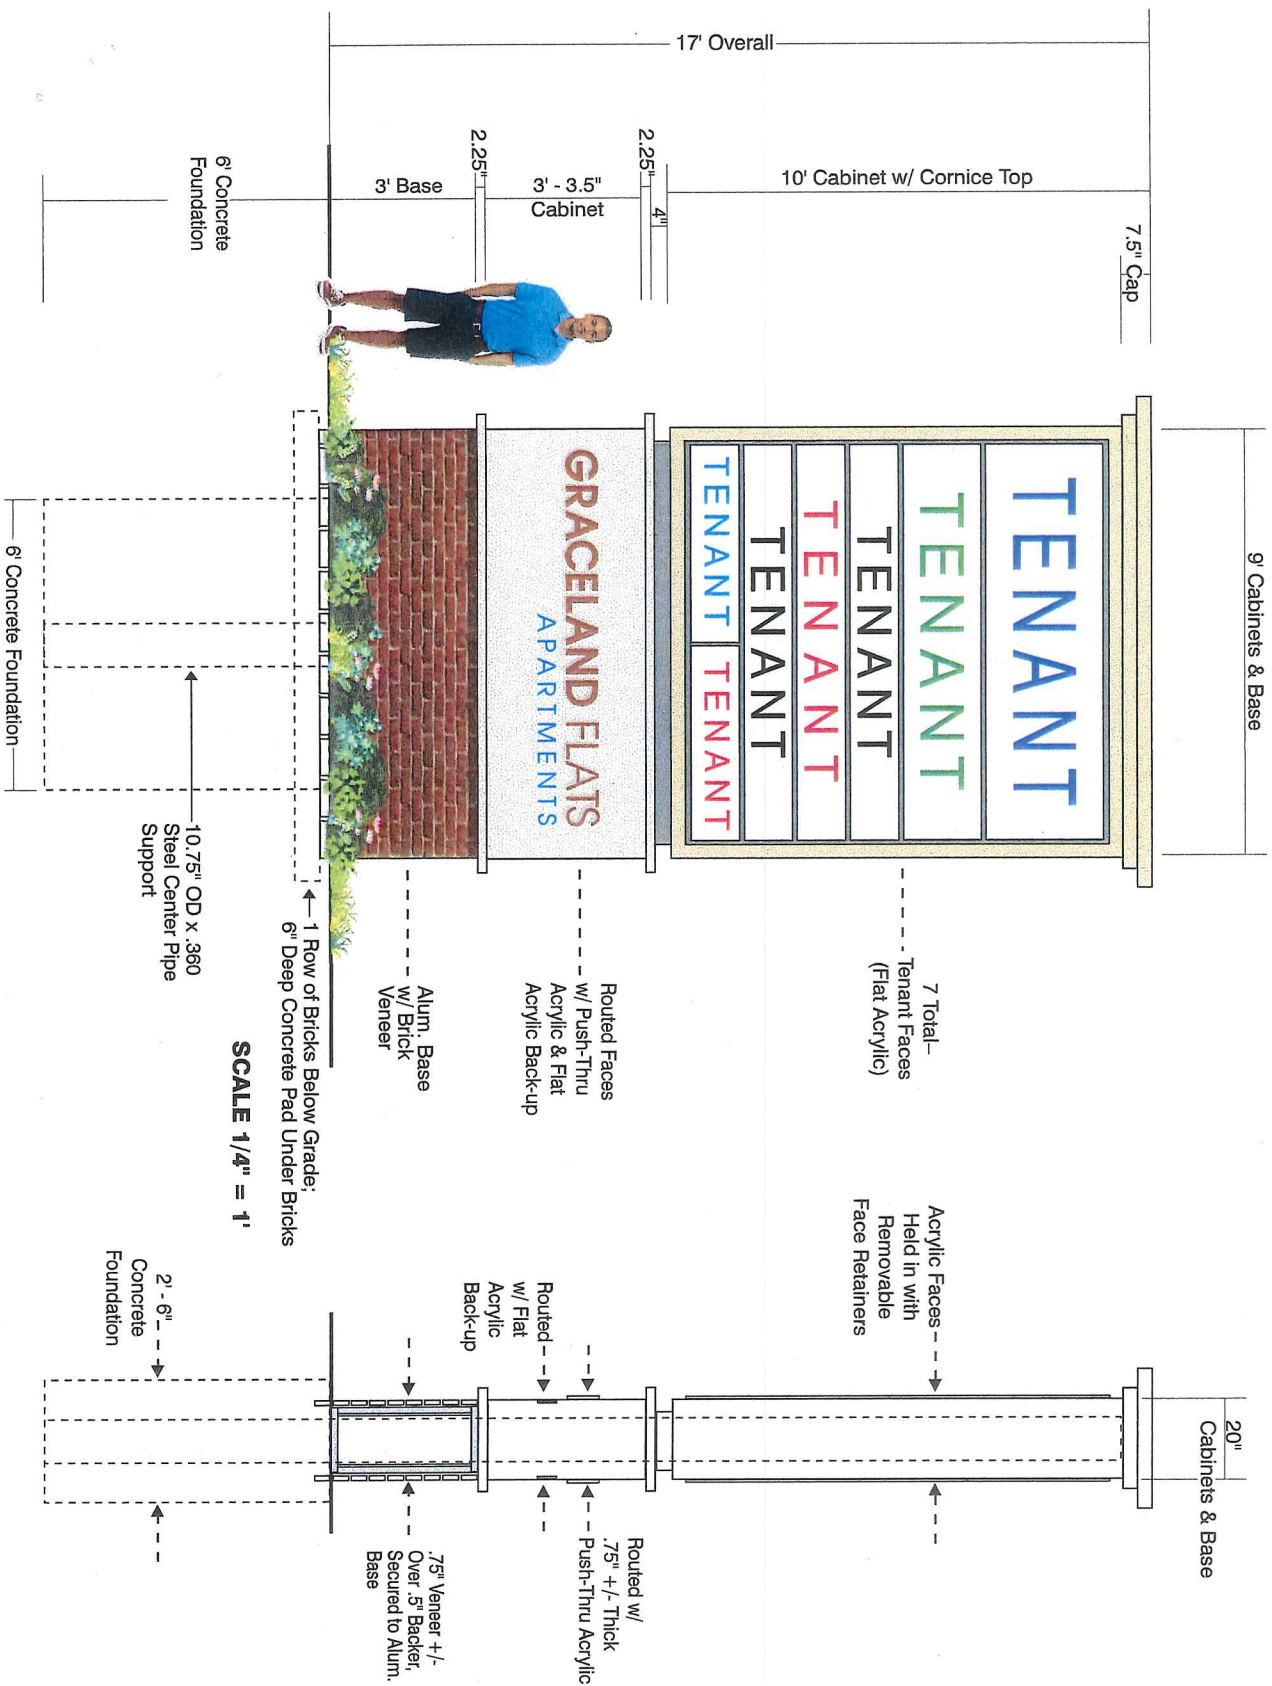 17' Overall
10' Cabinet w/ Cornice Top
7.5" Cap
4"
2.25"
3' - 3.5"
Cabinet
2.25"
3' Base
6' Concrete
Foundation
9' Cabinets & Base
TENANT
TENANT
TENANT
TENANT
TENANT
TENANT TENANT
GRACELAND FLATS
APARTMENTS
6' Concrete Foundation
7 Total–
Tenant Faces
(Flat Acrylic)
Routed Faces
w/ Push-Thru
Acrylic & Flat
Acrylic Back-up
Alum. Base
w/ Brick
Veneer
1 Row of Bricks Below Grade;
6" Deep Concrete Pad Under Bricks
10.75" OD x .360
Steel Center Pipe
Support
SCALE 1/4" = 1'
20"
Cabinets & Base
Acrylic Faces
Held in with
Removable
Face Retainers
Routed
w/ Flat
Acrylic
Back-up
Routed w/
.75" +/- Thick
Push-Thru Acrylic
.75" Veneer +/-
Over .5" Backer,
Secured to Alum.
Base
2' - 6"
Concrete
Foundation